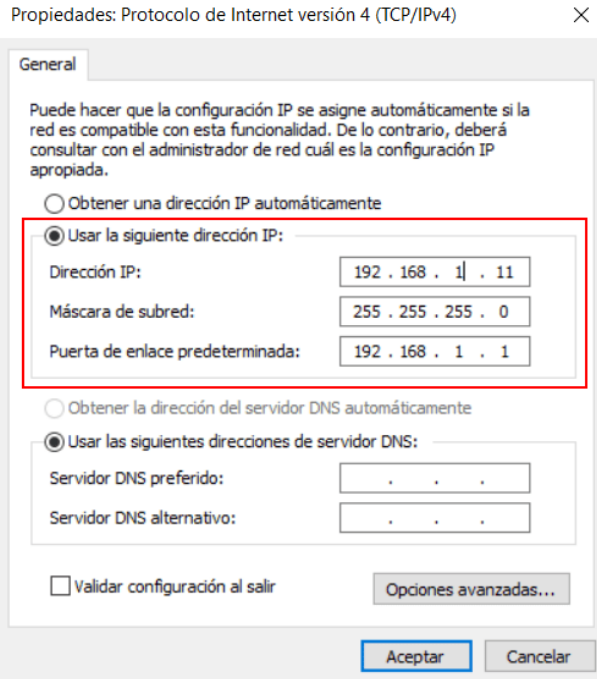 Propiedades: Protocolo de Internet versión 4 (TCP/IPv4)
General
Puede hacer que la configuración IP se asigne automáticamente si la
red es compatible con esta funcionalidad. De lo contrario, deberá
consultar con el administrador de red cuál es la configuración IP
apropiada.
Obtener una dirección IP automáticamente
Usar la siguiente dirección IP:
Dirección IP: 192 . 168 . 1 . 11
Máscara de subred: 255 . 255 . 255 . 0
Puerta de enlace predeterminada: 192 . 168 . 1 . 1
Obtener la dirección del servidor DNS automáticamente
Usar las siguientes direcciones de servidor DNS:
Servidor DNS preferido: . . .
Servidor DNS alternativo: . . .
Validar configuración al salir Opciones avanzadas...
Aceptar Cancelar